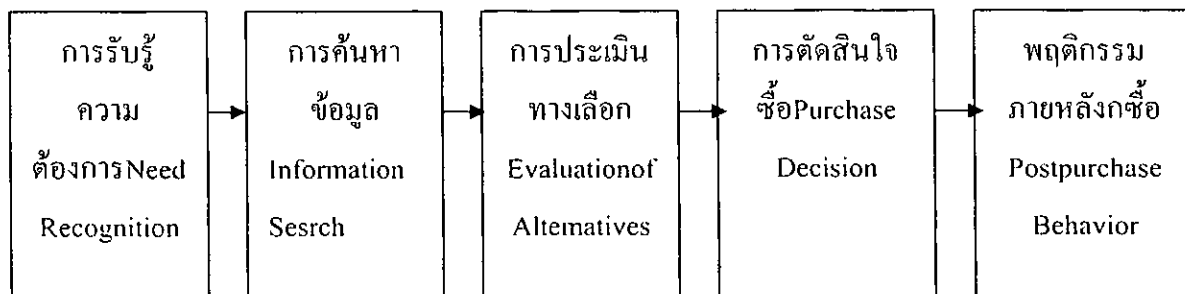 การรับรู้
ความ
ต้องการNeed
Recognition
การค้นหา
ข้อมูล
Information
Sesrch
การประเมิน
ทางเลือก
Evaluationof
Alternatives
การตัดสินใจ
ซื้อPurchase
Decision
พฤติกรรม
ภายหลังกซื้อ
Postpurchase
Behavior